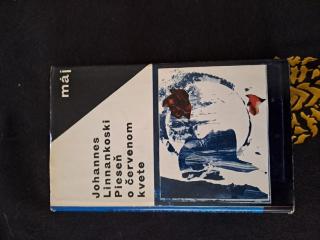 máj
Johannes
Linnankoski
Pieseň
o červenom
kvete